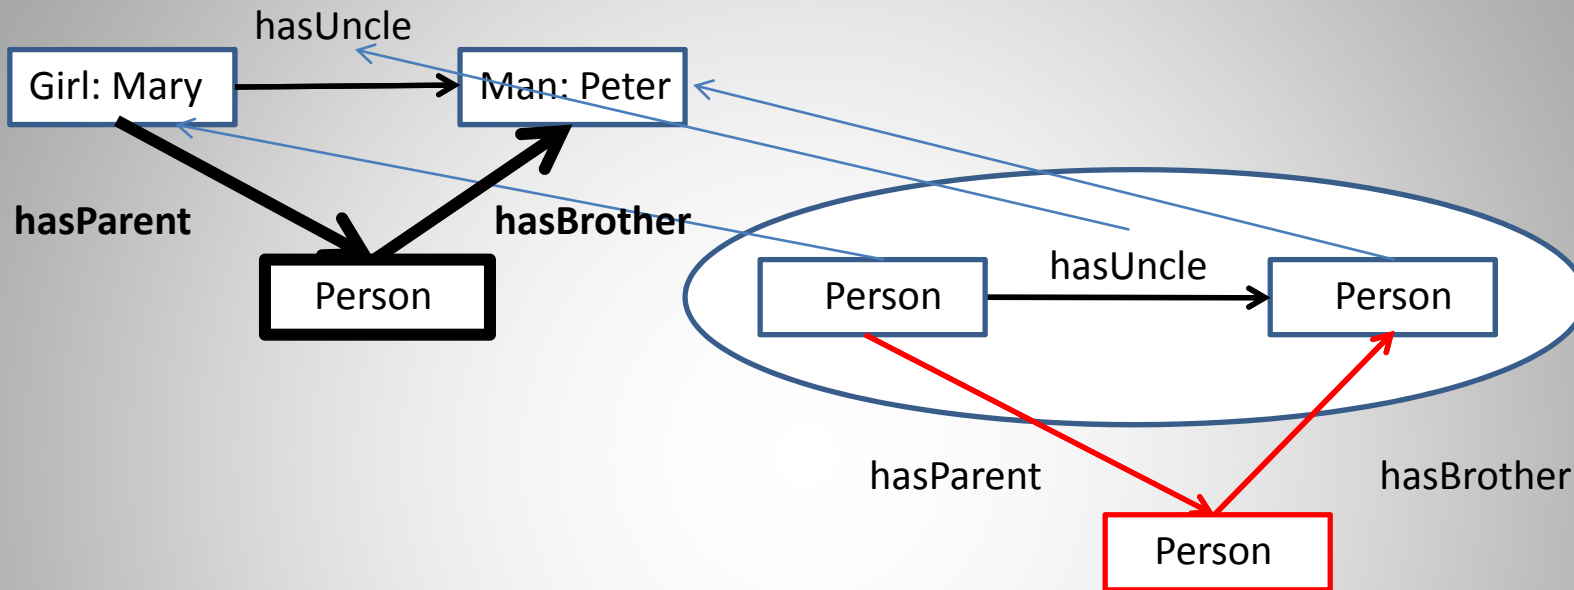 hasUncle
Girl: Mary
Man: Peter
hasParent
hasBrother
Person
hasUncle
Person
Person
hasParent
hasBrother
Person